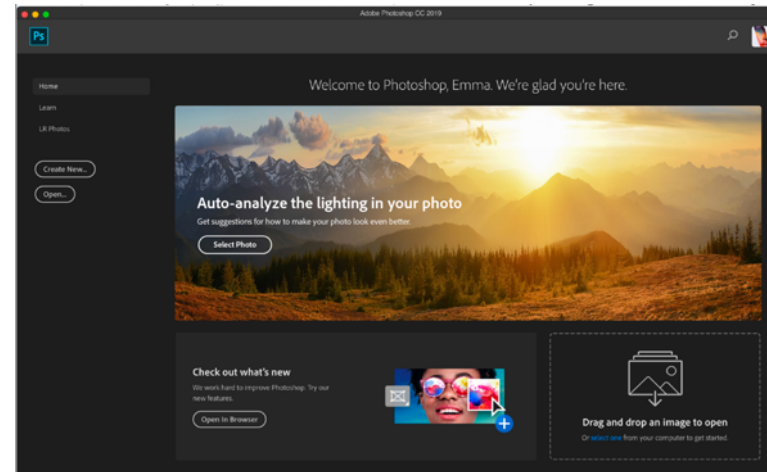 Adobe Photoshop CC 2019
Ps
Welcome to Photoshop, Emma. We're glad you're here.
Home
Learn
LR Photos
Create New...
Open...
Auto-analyze the lighting in your photo
Get suggestions for how to make your photo look even better.
Select Photo
Check out what's new
We work hard to improve Photoshop. Try our
new features.
Open in Browser
Drag and drop an image to open
Or select one from your computer to get started.